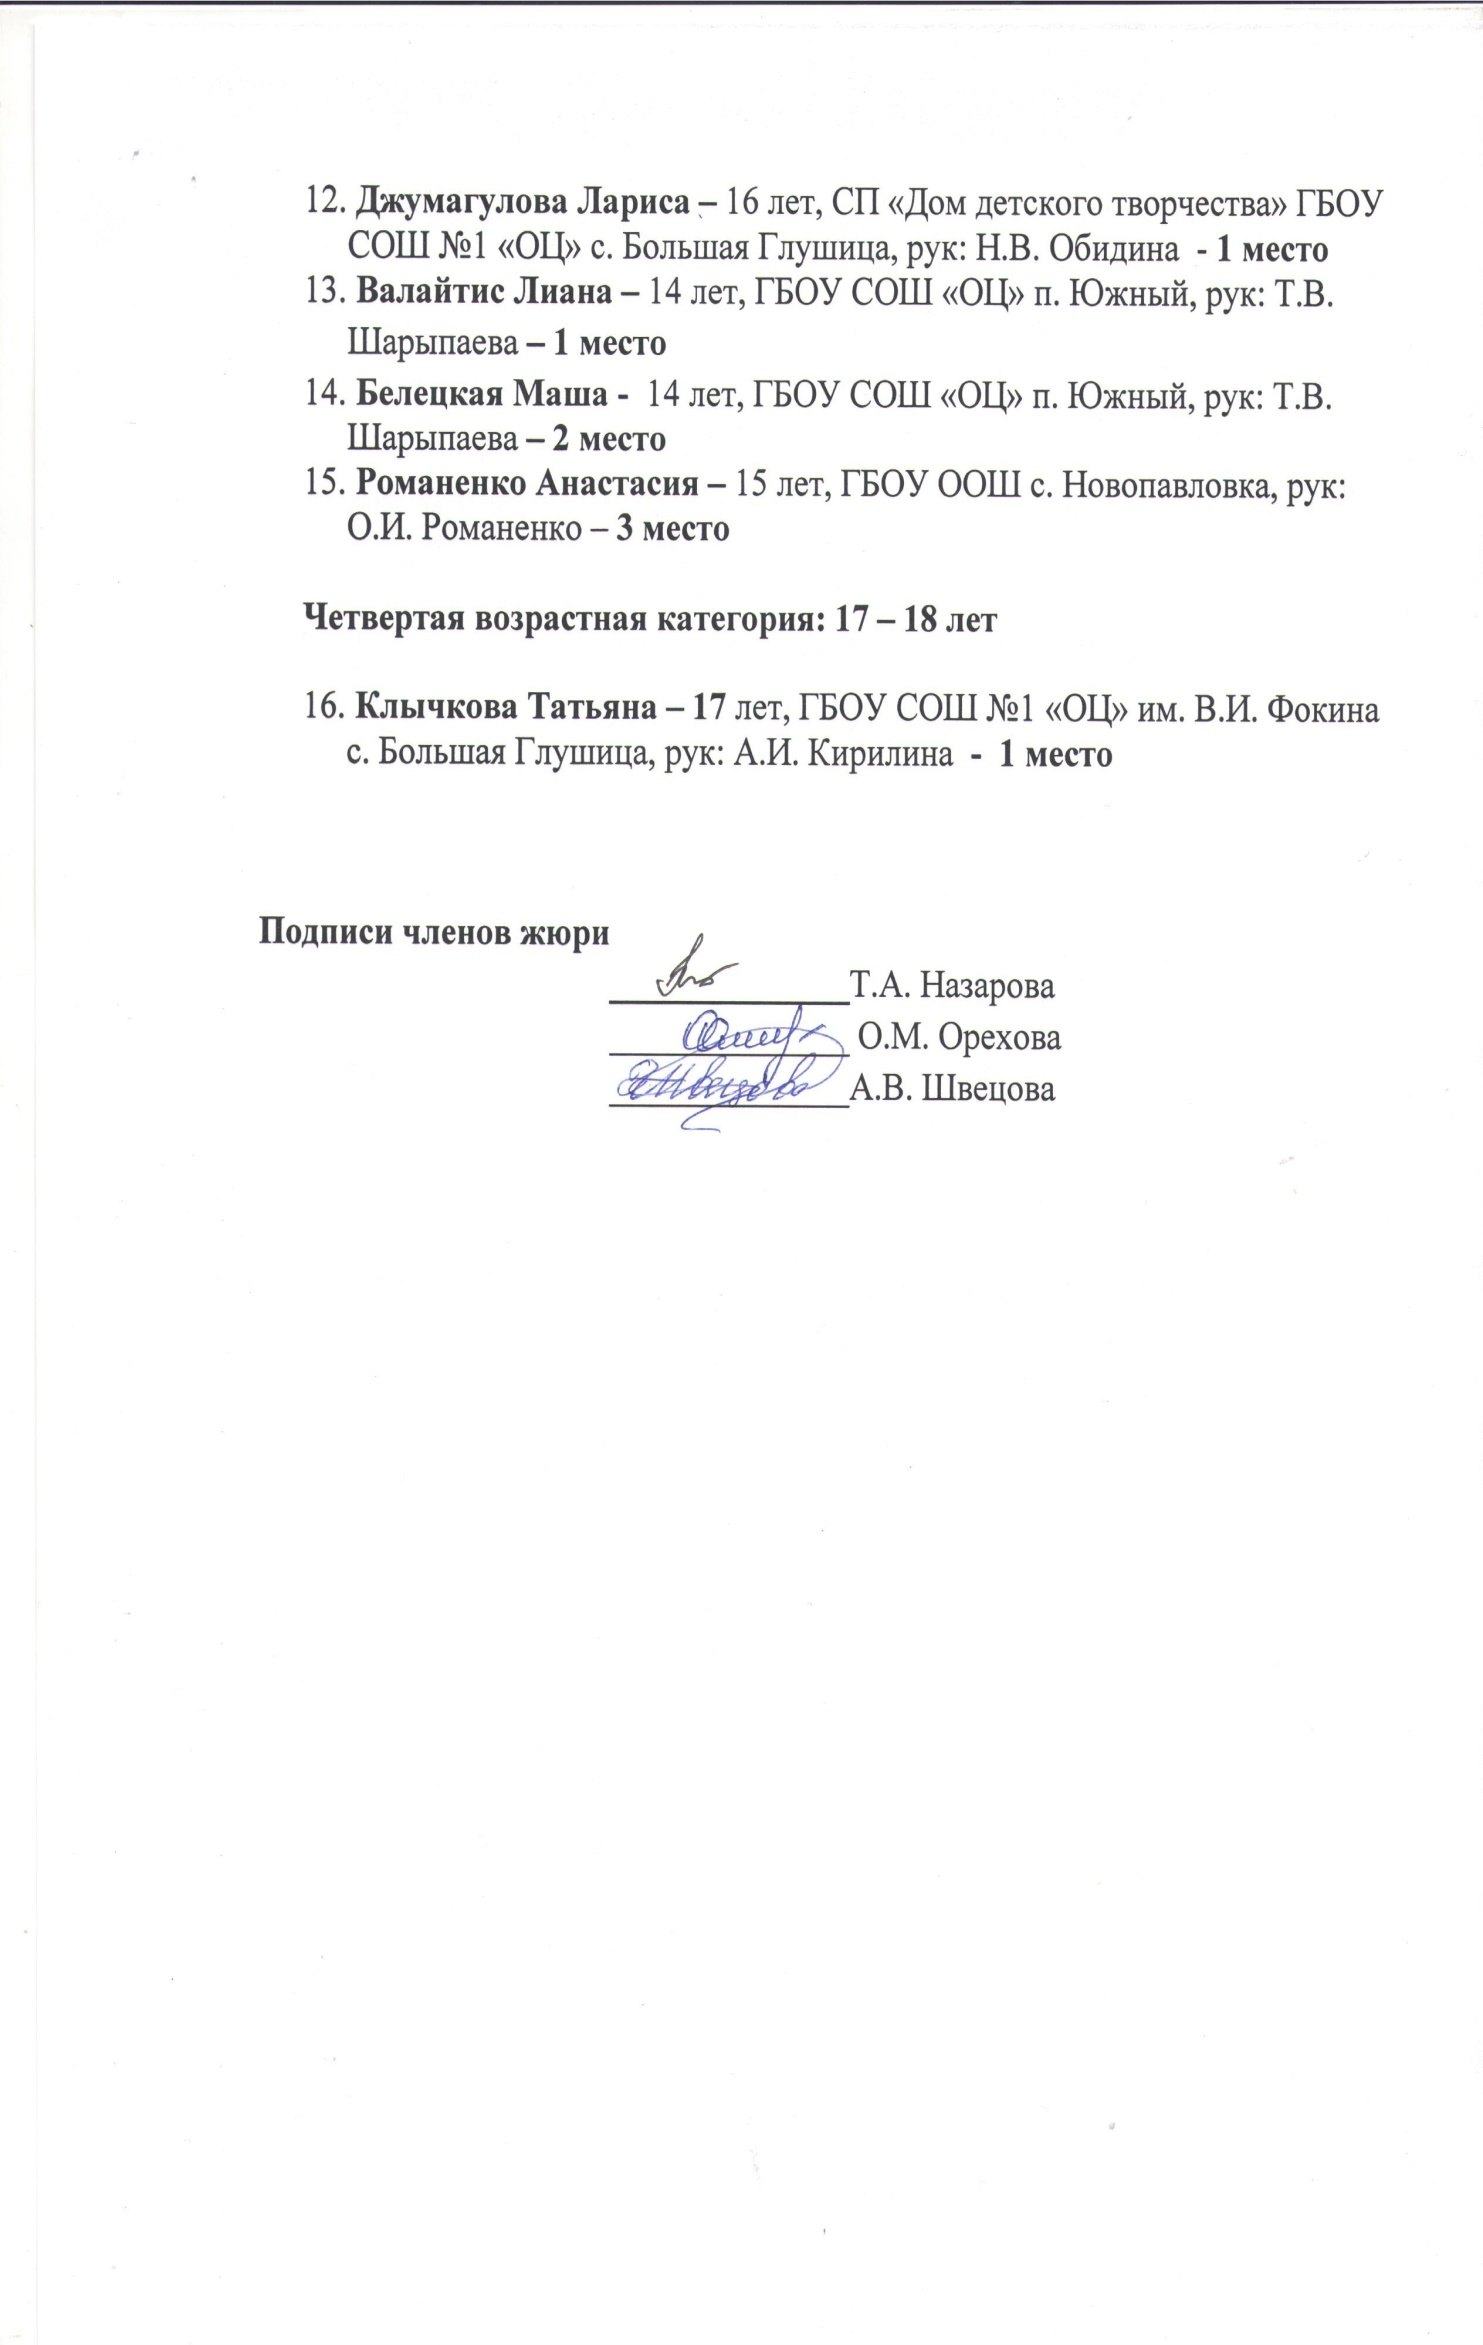 12. Джумагулова Лариса – 16 лет, СП «Дом детского творчества» ГБОУ
СОШ №1 «ОЦ» с. Большая Глушица, рук: Н.В. Обидина - 1 место
13. Валайтис Лиана – 14 лет, ГБОУ СОШ «ОЦ» п. Южный, рук: Т.В.
Шарыпаева – 1 место
14. Белецкая Маша - 14 лет, ГБОУ СОШ «ОЦ» п. Южный, рук: Т.В.
Шарыпаева – 2 место
15. Романенко Анастасия – 15 лет, ГБОУ ООШ с. Новопавловка, рук:
О.И. Романенко – 3 место
Четвертая возрастная категория: 17 – 18 лет
16. Клычкова Татьяна – 17 лет, ГБОУ СОШ №1 «ОЦ» им. В.И. Фокина
с. Большая Глушица, рук: А.И. Кирилина - 1 место
Подписи членов жюри
Т.А. Назарова
О.М. Орехова
А.В. Швецова